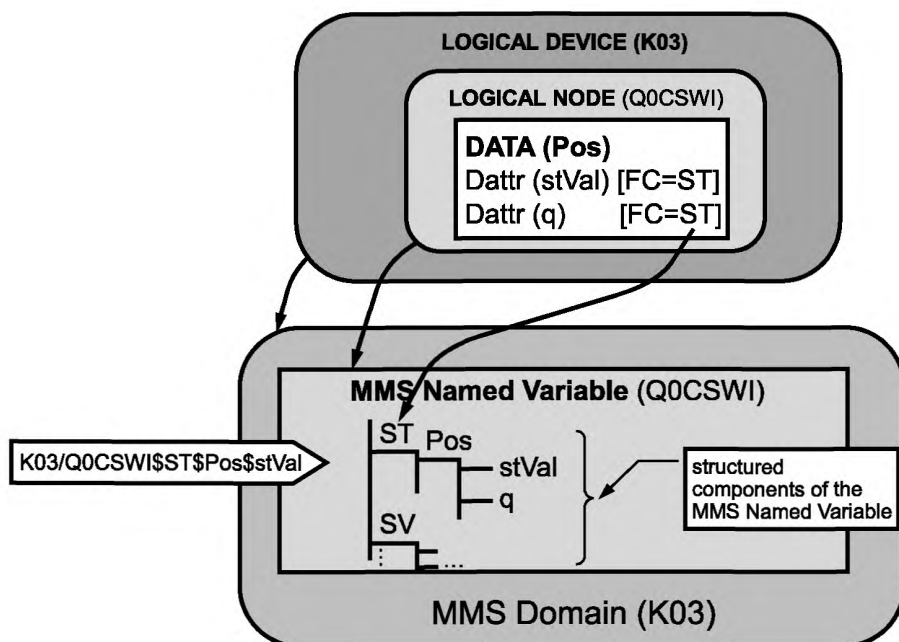 LOGICAL DEVICE (K03)
LOGICAL NODE (Q0CSWI)
DATA (Pos)
Dattr (stVal) [FC=ST]
Dattr (q) [FC=ST]
MMS Named Variable (Q0CSWI)
ST
Pos
stVal
q
SV
...
K03/Q0CSWI$ST$Pos$stVal
structured
components of the
MMS Named Variable
MMS Domain (K03)